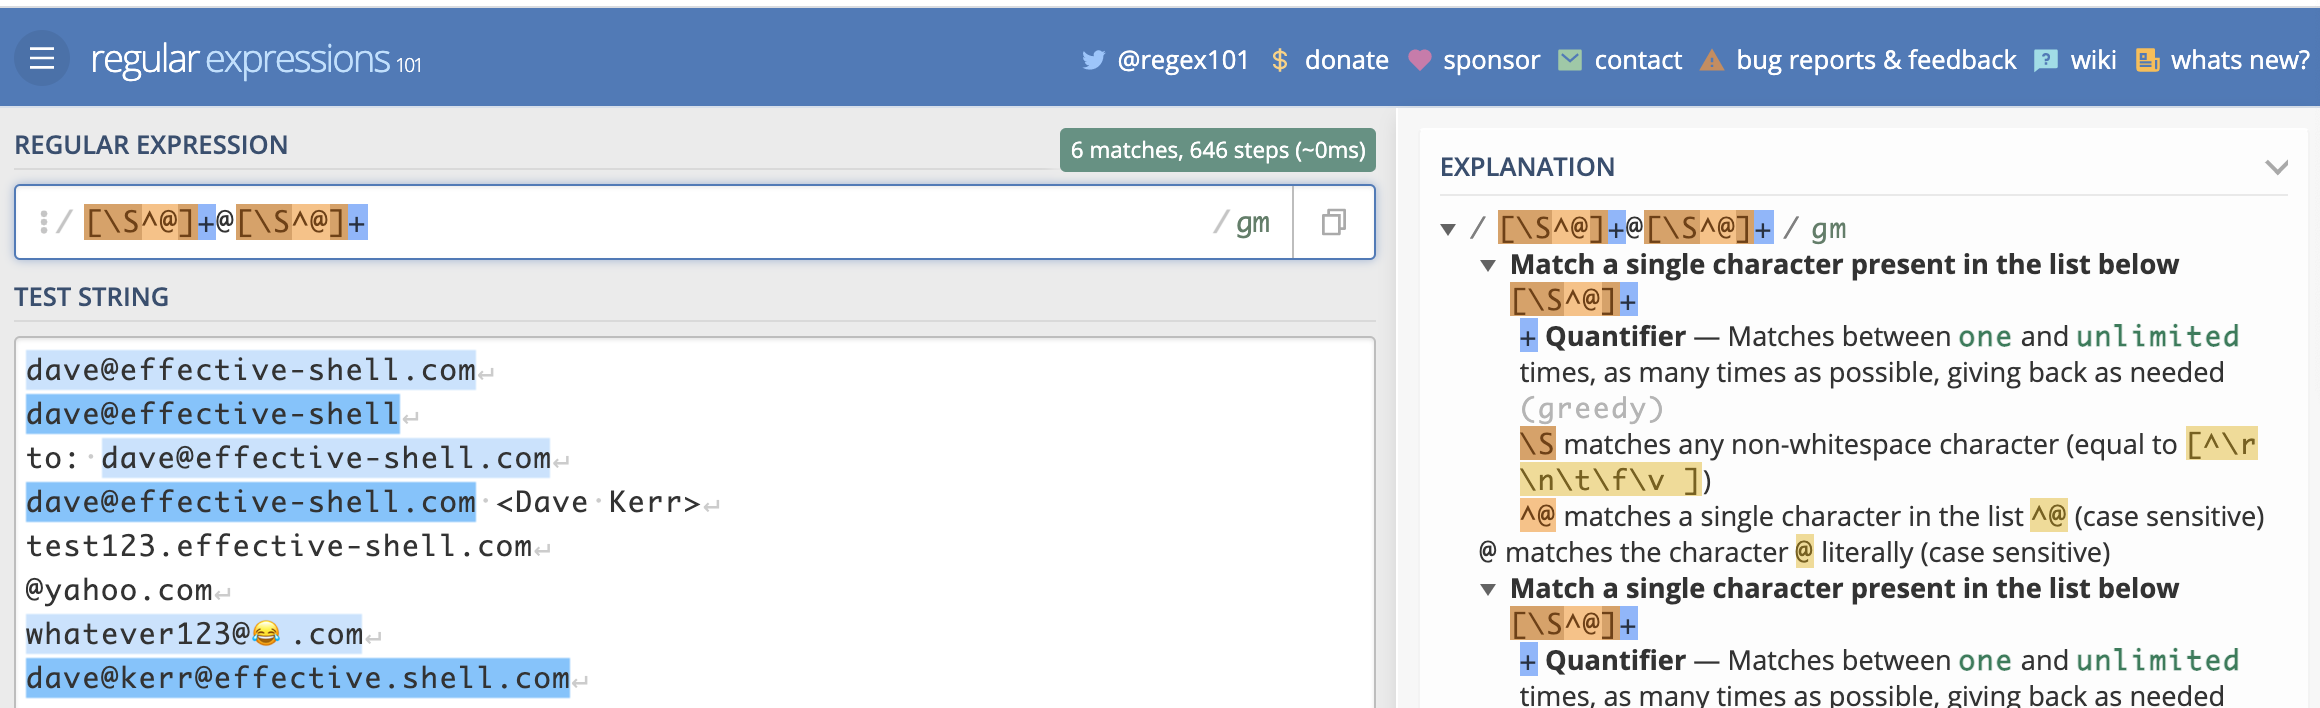 regular expressions 101
@regex101 $ donate sponsor contact bug reports & feedback wiki whats new?
REGULAR EXPRESSION
6 matches, 646 steps (~0ms)
/ [\S^@]+@[\S^@]+ / gm
TEST STRING
dave@effective-shell.com↵
dave@effective-shell↵
to:·dave@effective-shell.com↵
dave@effective-shell.com·<Dave·Kerr>↵
test123.effective-shell.com↵
@yahoo.com↵
whatever123@😂.com↵
dave@kerr@effective.shell.com↵
EXPLANATION
/ [\S^@]+@[\S^@]+ / gm
Match a single character present in the list below
[\S^@]+
+ Quantifier — Matches between one and unlimited
times, as many times as possible, giving back as needed
(greedy)
\S matches any non-whitespace character (equal to [^\r
\n\t\f\v ])
^@ matches a single character in the list ^@ (case sensitive)
@ matches the character @ literally (case sensitive)
Match a single character present in the list below
[\S^@]+
+ Quantifier — Matches between one and unlimited
times, as many times as possible, giving back as needed